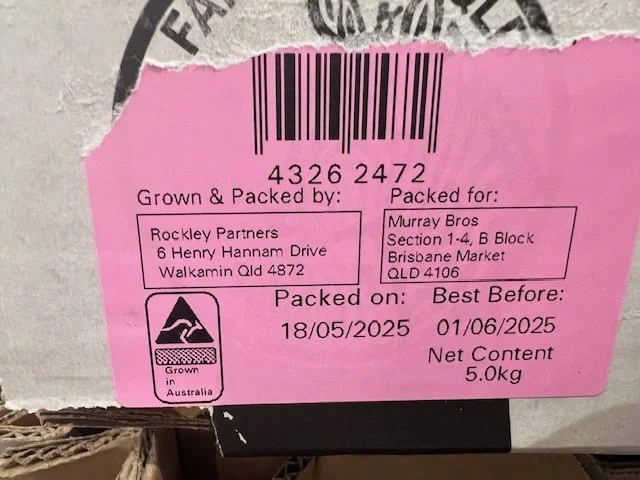 FA
QL
4326 2472
Grown & Packed by:
Packed for:
Rockley Partners
6 Henry Hannam Drive
Walkamin Qld 4872
Murray Bros
Section 1-4, B Block
Brisbane Market
QLD 4106
Packed on:
Best Before:
18/05/2025
01/06/2025
Net Content
5.0kg
Grown
in
Australia